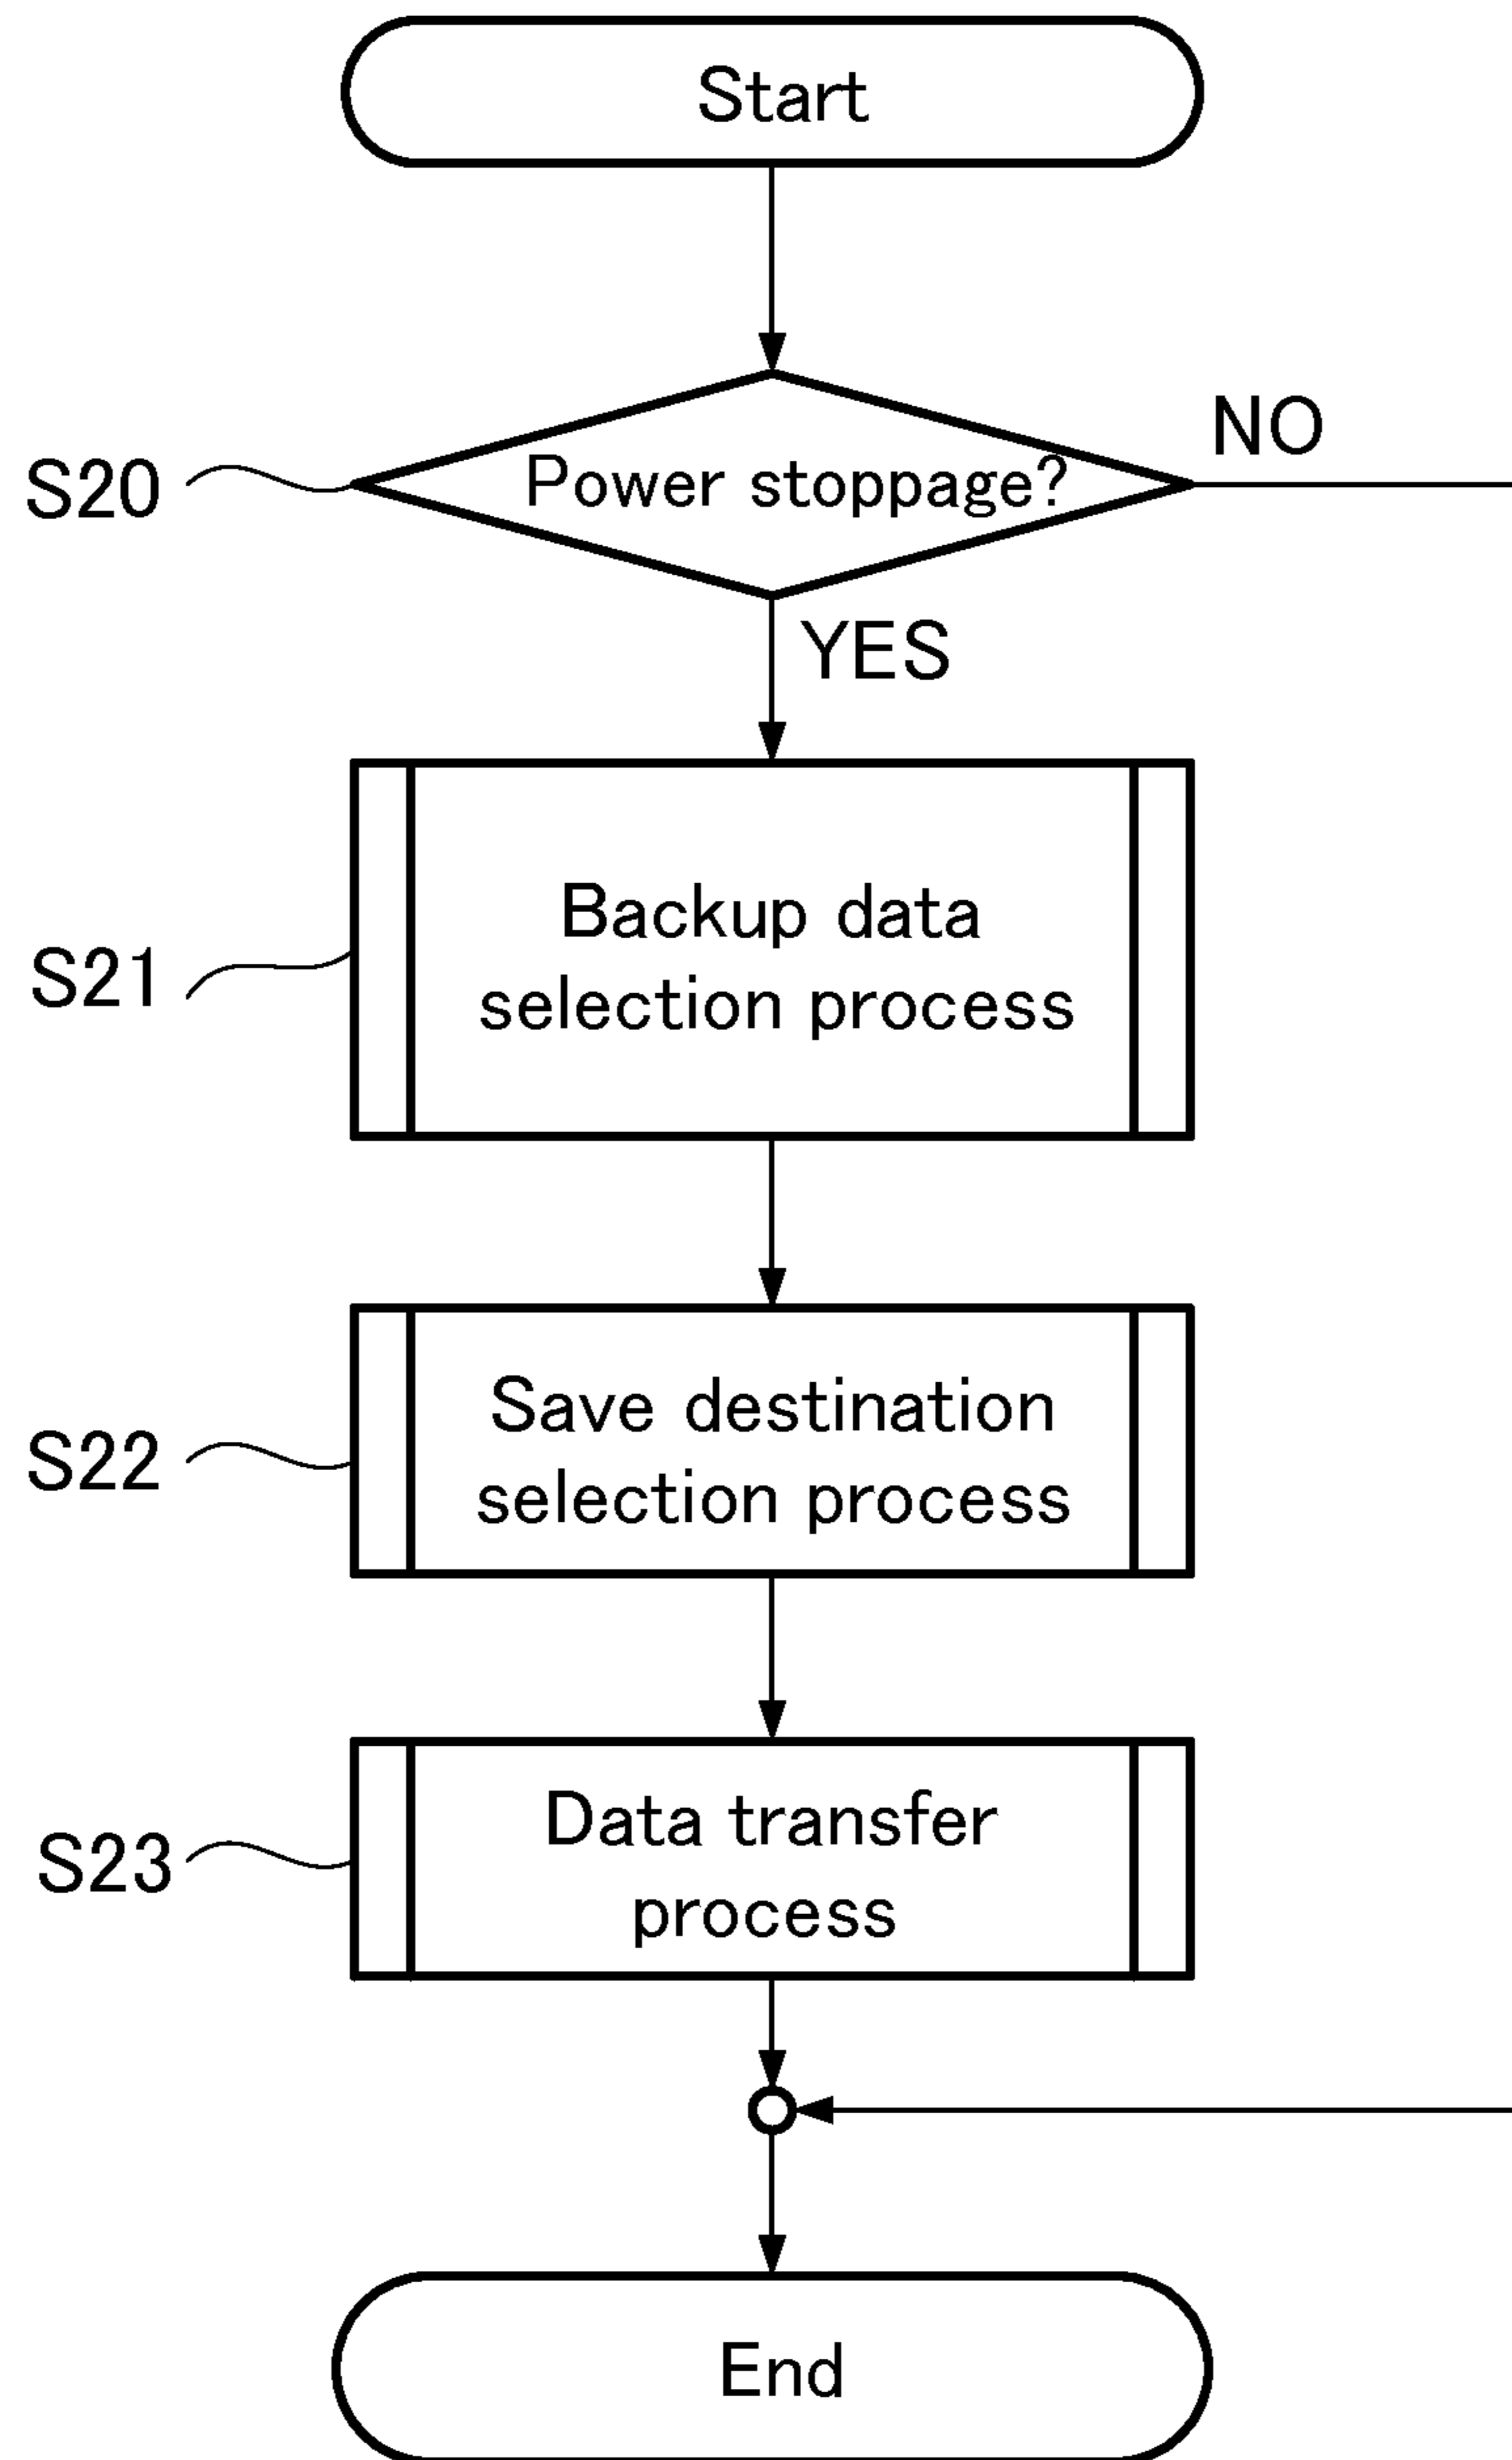 Start
S20
Power stoppage?
NO
YES
S21
Backup data
selection process
S22
Save destination
selection process
S23
Data transfer
process
End